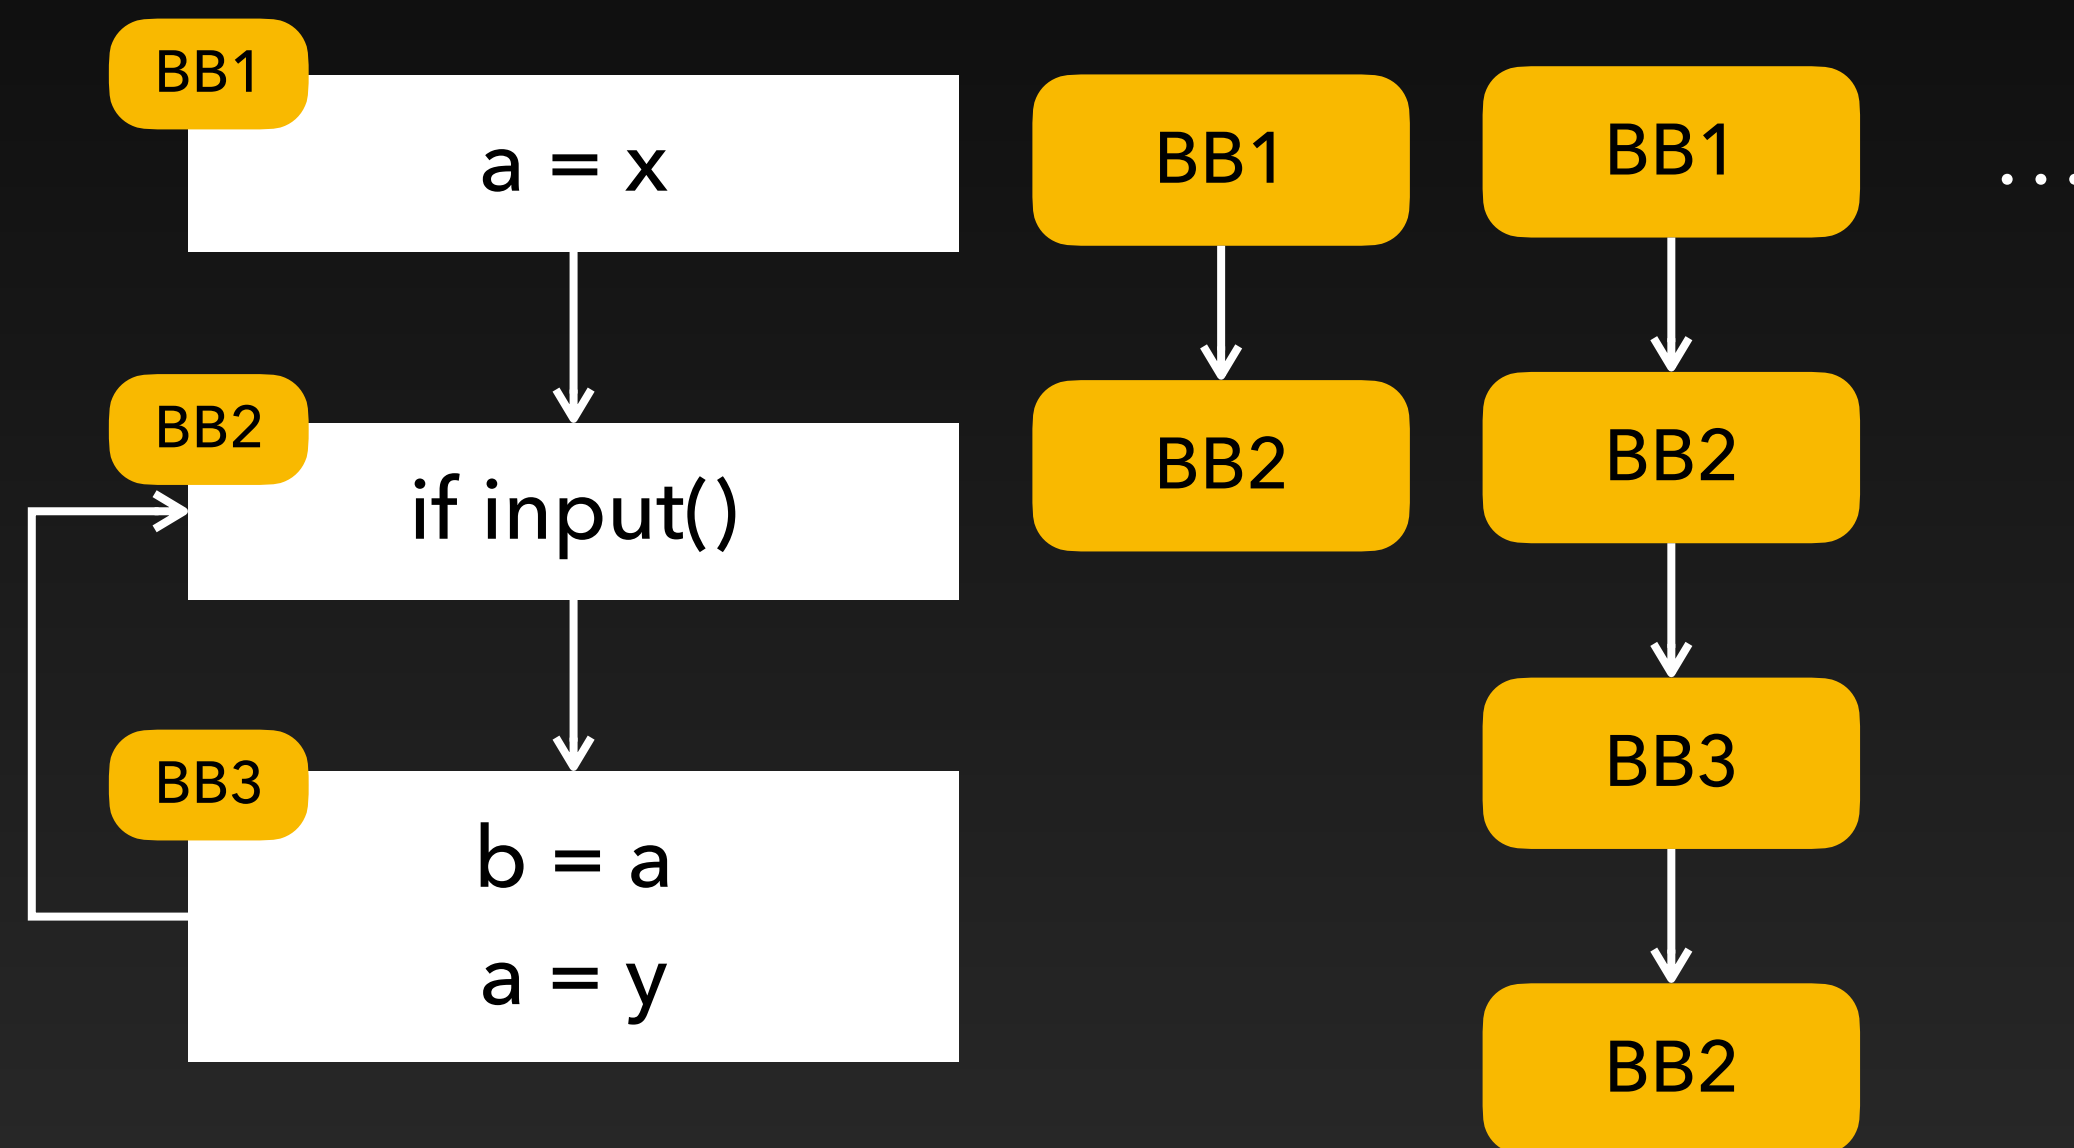 BB1
a = x
BB2
if input()
BB3
b = a
a = y
BB1
BB2
BB1
BB2
BB3
BB2
...